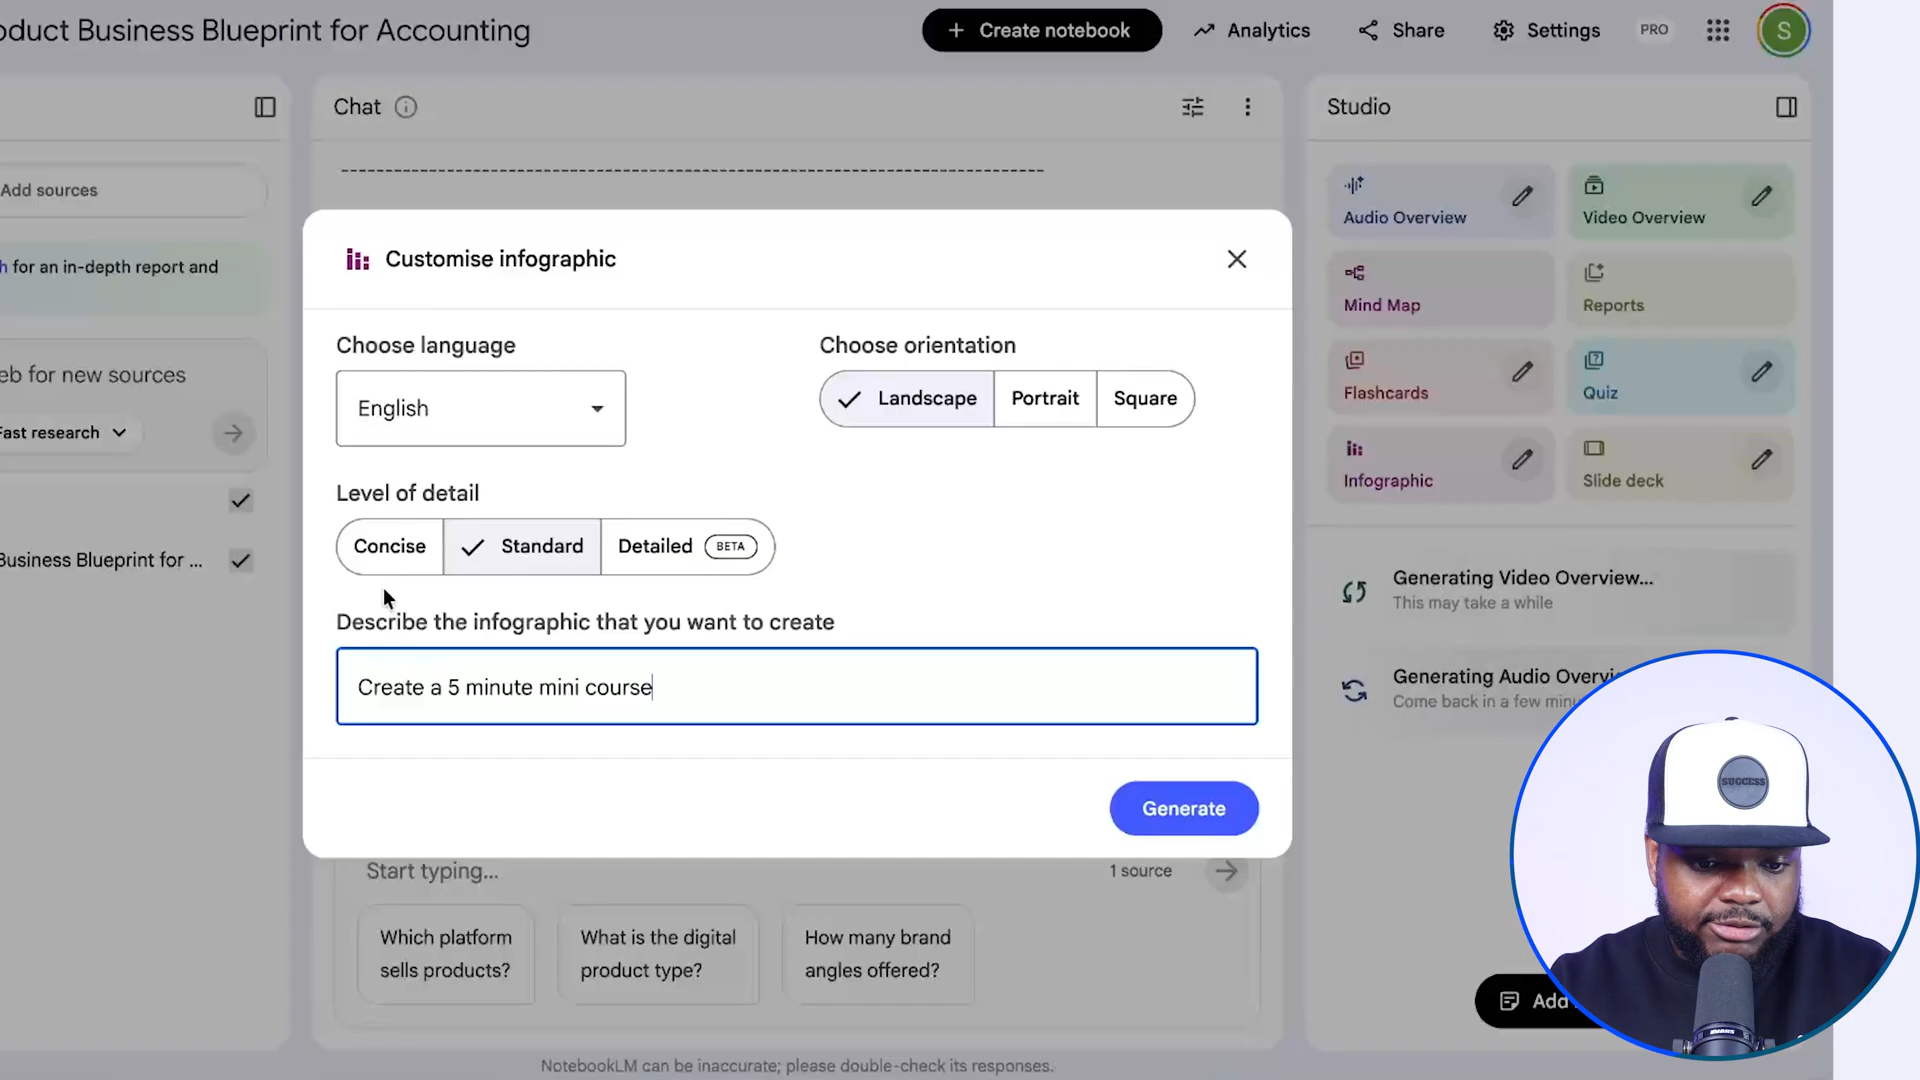 oduct Business Blueprint for Accounting
Create notebook
Analytics
Share
Settings
PRO
S
Add sources
h for an in-depth report and
eb for new sources
Fast research
Business Blueprint for ...
Chat
Customise infographic
Choose language
English
Choose orientation
Landscape
Portrait
Square
Level of detail
Concise
Standard
Detailed BETA
Describe the infographic that you want to create
Create a 5 minute mini course
Generate
Start typing...
1 source
Which platform
sells products?
What is the digital
product type?
How many brand
angles offered?
NotebookLM can be inaccurate; please double-check its responses.
Studio
Audio Overview
Video Overview
Mind Map
Reports
Flashcards
Quiz
Infographic
Slide deck
Generating Video Overview...
This may take a while
Generating Audio Overvi
Come back in a few minu
Add
SUCCESS